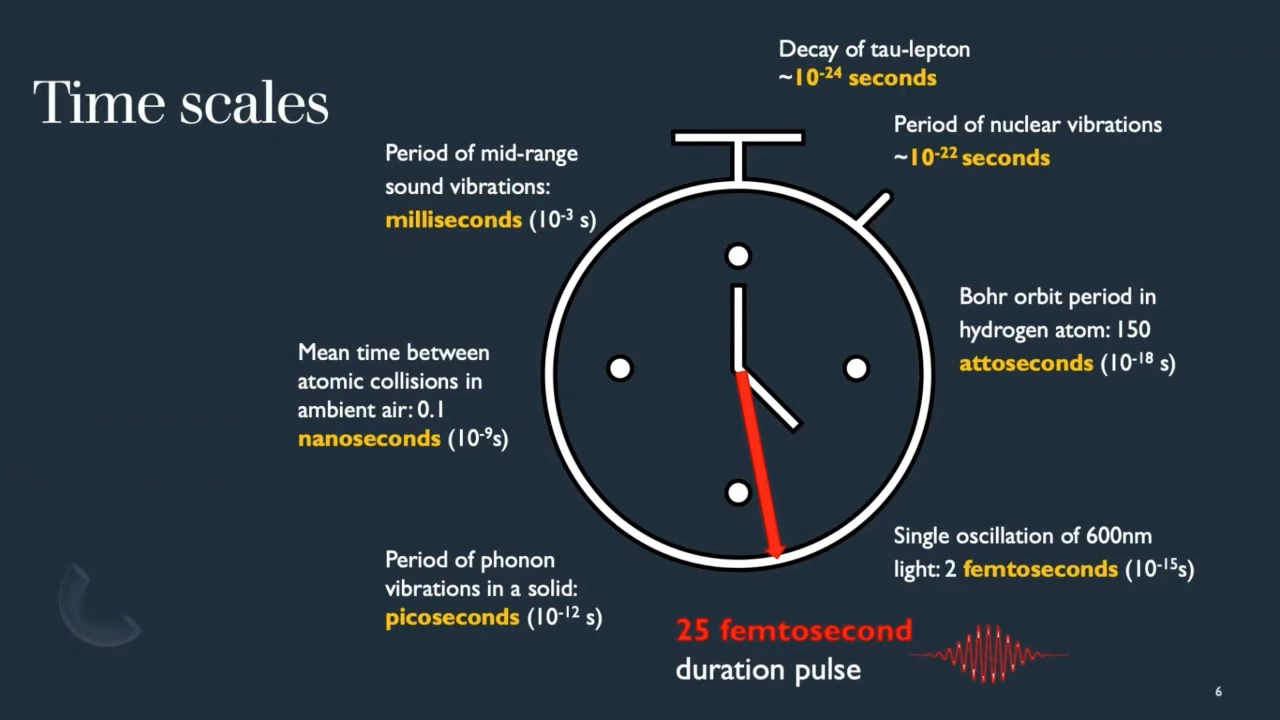 Time scales
Decay of tau-lepton
~10⁻²⁴ seconds
Period of nuclear vibrations
~10⁻²² seconds
Period of mid-range
sound vibrations:
milliseconds (10⁻³ s)
Bohr orbit period in
hydrogen atom: 150
attoseconds (10⁻¹⁸ s)
Mean time between
atomic collisions in
ambient air: 0.1
nanoseconds (10⁻⁹s)
Single oscillation of 600nm
light: 2 femtoseconds (10⁻¹⁵s)
Period of phonon
vibrations in a solid:
picoseconds (10⁻¹² s)
25 femtosecond
duration pulse
6